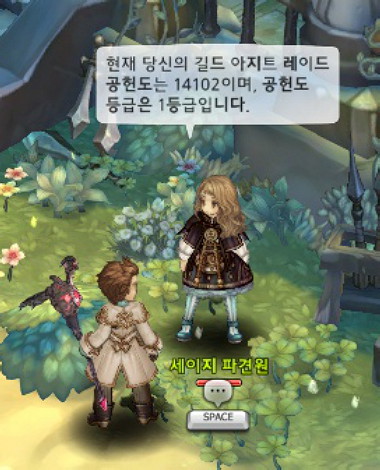 현재 당신의 길드 아지트 레이드
공헌도는 14102이며, 공헌도
등급은 1등급입니다.
세이지 파견원
SPACE